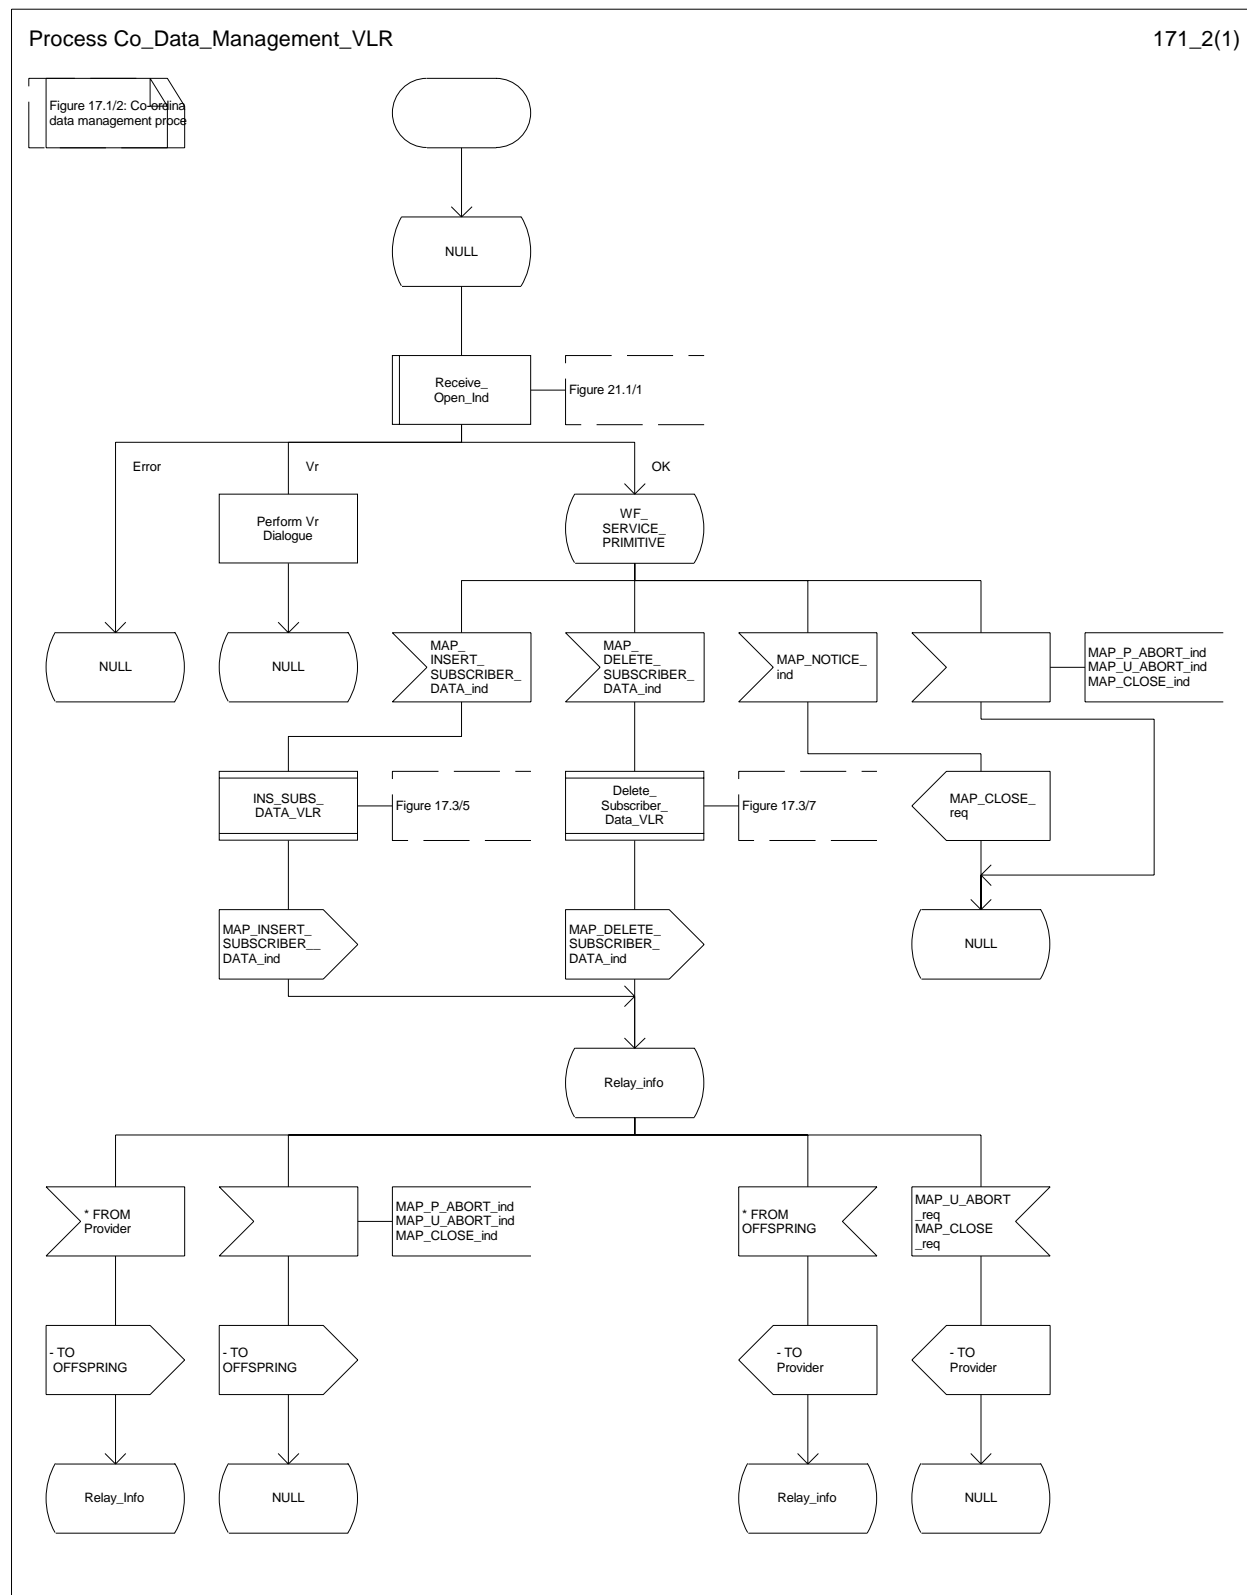 Process Co_Data_Management_VLR
171_2(1)
Figure 17.1/2: Co-ordina
data management proce
NULL
Receive_
Open_Ind
Figure 21.1/1
Error
Vr
OK
Perform Vr
Dialogue
WF_
SERVICE_
PRIMITIVE
NULL
NULL
MAP_
INSERT_
SUBSCRIBER_
DATA_ind
MAP_
DELETE_
SUBSCRIBER_
DATA_ind
MAP_NOTICE_
ind
MAP_P_ABORT_ind
MAP_U_ABORT_ind
MAP_CLOSE_ind
INS_SUBS_
DATA_VLR
Figure 17.3/5
Delete_
Subscriber_
Data_VLR
Figure 17.3/7
MAP_CLOSE_
req
MAP_INSERT_
SUBSCRIBER__
DATA_ind
MAP_DELETE_
SUBSCRIBER_
DATA_ind
NULL
Relay_info
* FROM
Provider
MAP_P_ABORT_ind
MAP_U_ABORT_ind
MAP_CLOSE_ind
* FROM
OFFSPRING
MAP_U_ABORT
_req
MAP_CLOSE
_req
- TO
OFFSPRING
- TO
OFFSPRING
- TO
Provider
- TO
Provider
Relay_Info
NULL
Relay_info
NULL